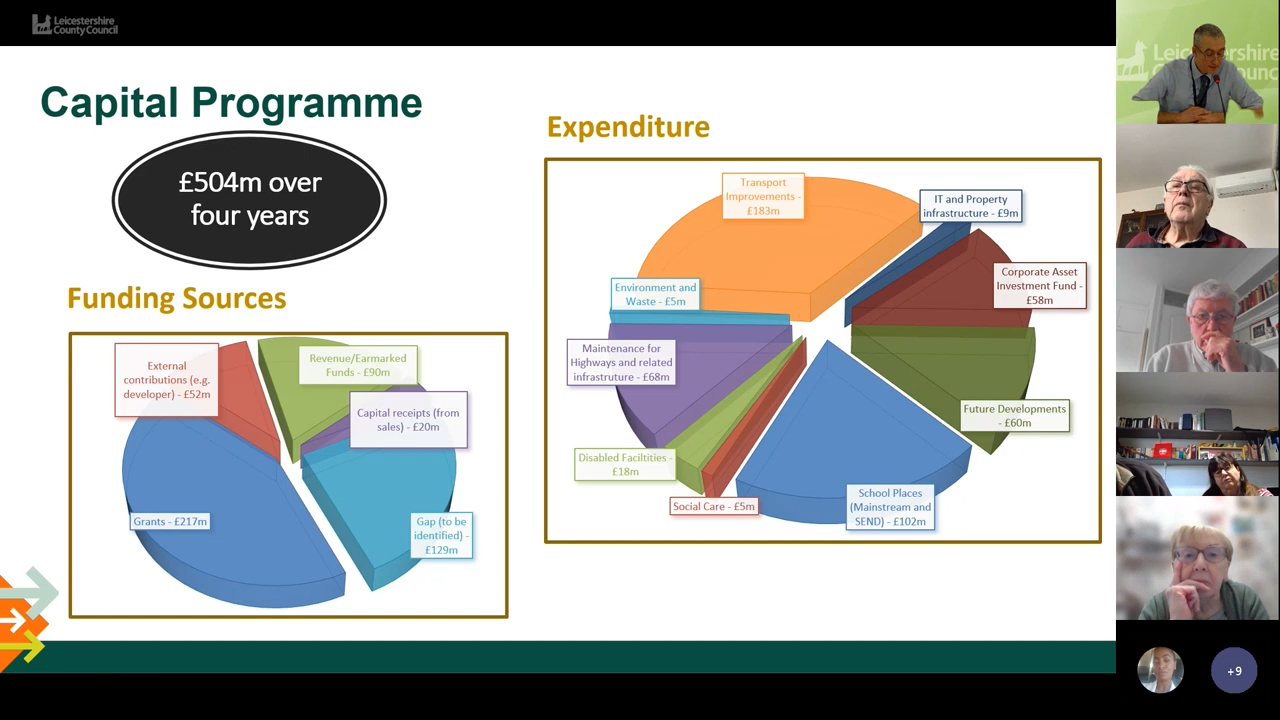 Leicestershire
County Council
Capital Programme
£504m over
four years
Funding Sources
External
contributions (e.g.
developer) - £52m
Revenue/Earmarked
Funds - £90m
Capital receipts (from
sales) - £20m
Grants - £217m
Gap (to be
identified) -
£129m
Expenditure
Transport
Improvements -
£183m
IT and Property
infrastructure - £9m
Corporate Asset
Investment Fund -
£58m
Environment and
Waste - £5m
Maintenance for
Highways and related
infrastruture - £68m
Future Developments
- £60m
Disabled Faciltities -
£18m
Social Care - £5m
School Places
(Mainstream and
SEND) - £102m
+9